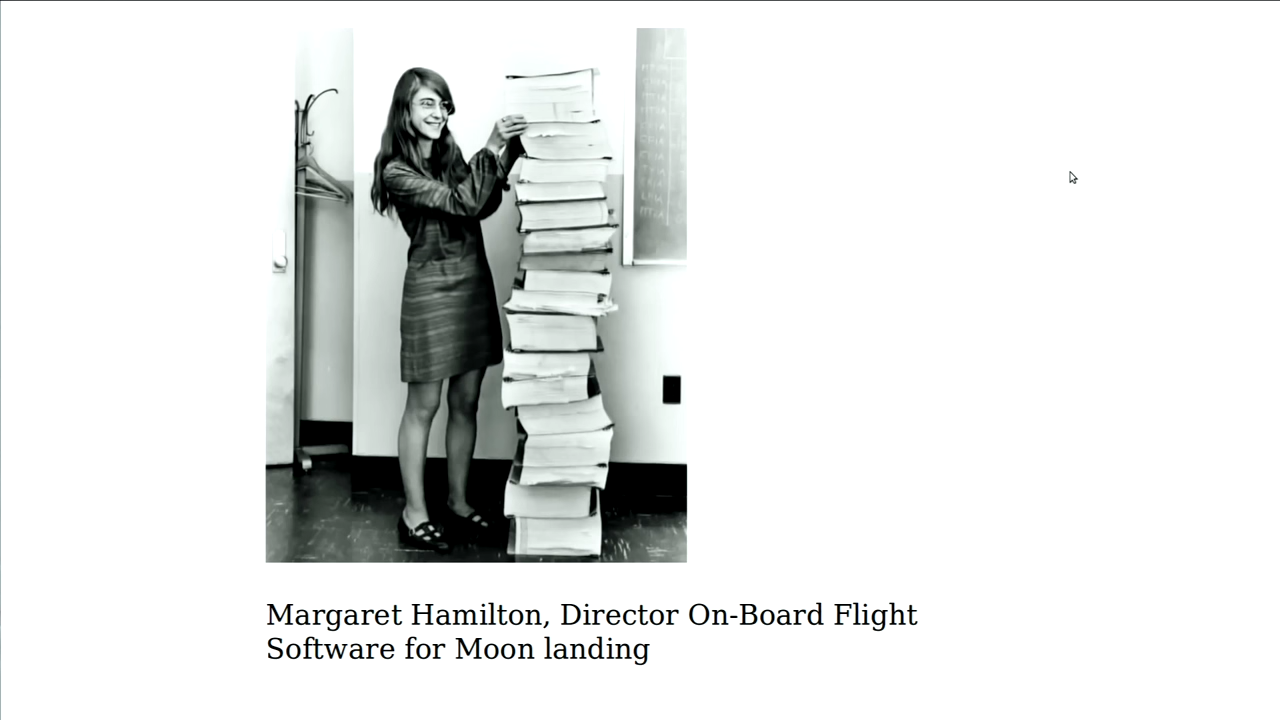 Margaret Hamilton, Director On-Board Flight
Software for Moon landing